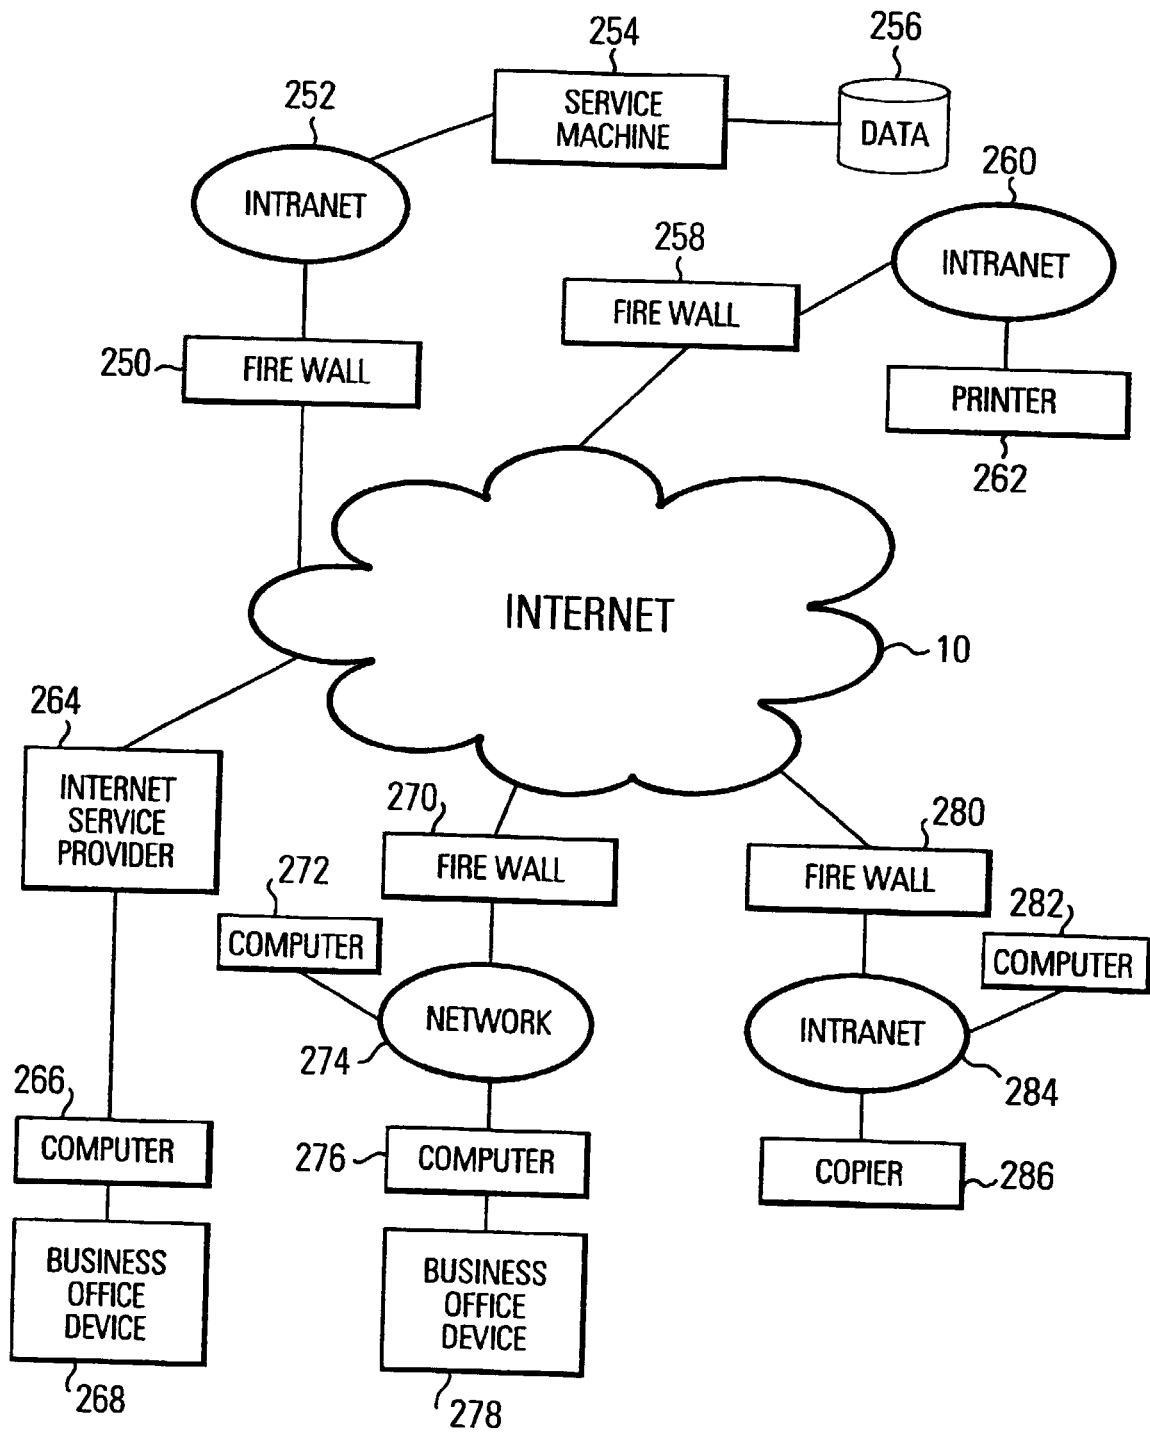 254
256
252
SERVICE
MACHINE
DATA
260
INTRANET
258
INTRANET
FIRE WALL
250
FIRE WALL
PRINTER
262
INTERNET
10
264
INTERNET
SERVICE
PROVIDER
270
280
FIRE WALL
FIRE WALL
272
282
COMPUTER
COMPUTER
NETWORK
INTRANET
274
284
266
COMPUTER
276
COMPUTER
COPIER
286
BUSINESS
OFFICE
DEVICE
BUSINESS
OFFICE
DEVICE
268
278